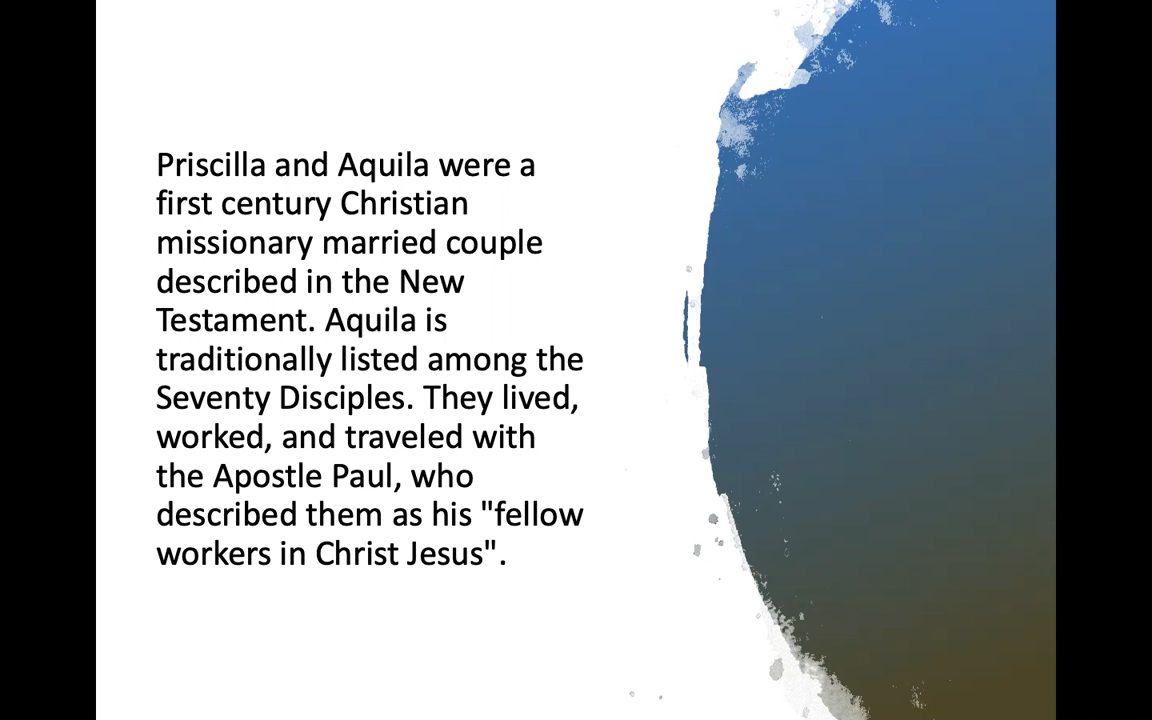 Priscilla and Aquila were a
first century Christian
missionary married couple
described in the New
Testament. Aquila is
traditionally listed among the
Seventy Disciples. They lived,
worked, and traveled with
the Apostle Paul, who
described them as his "fellow
workers in Christ Jesus".